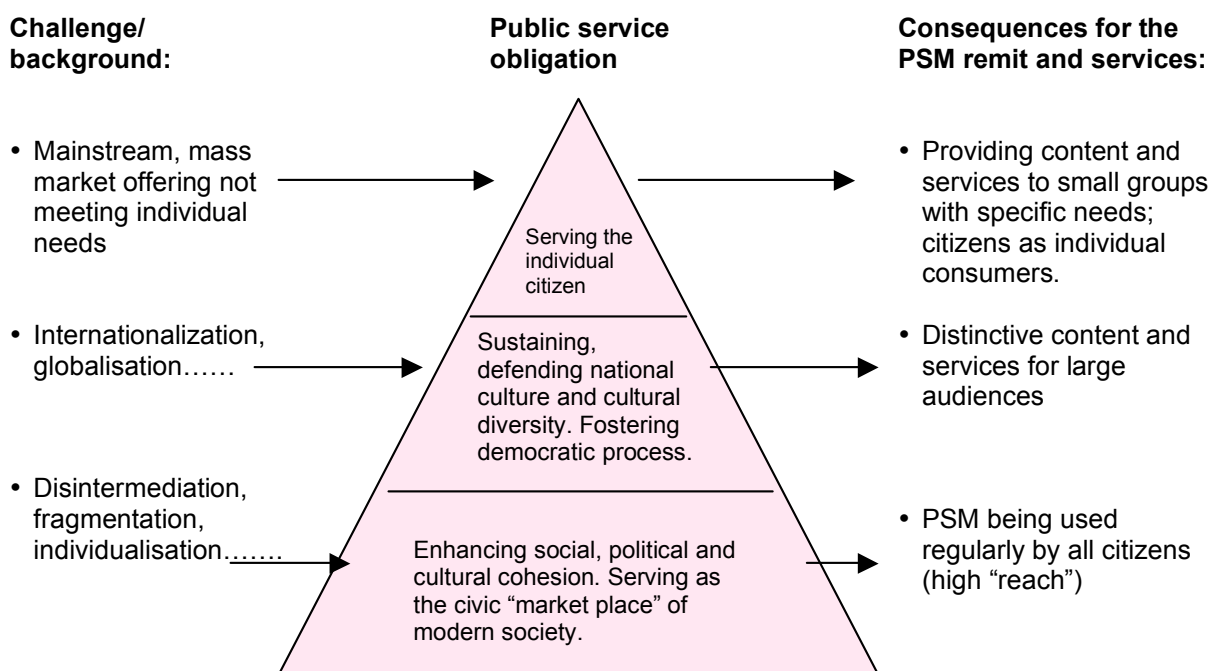 Challenge/
background:
Public service
obligation
Consequences for the
PSM remit and services:
• Mainstream, mass
market offering not
meeting individual
needs
Serving the
individual
citizen
• Providing content and
services to small groups
with specific needs;
citizens as individual
consumers.
• Internationalization,
globalisation……
Sustaining,
defending national
culture and cultural
diversity. Fostering
democratic process.
• Distinctive content and
services for large
audiences
• Disintermediation,
fragmentation,
individualisation…….
Enhancing social, political and
cultural cohesion. Serving as
the civic “market place” of
modern society.
• PSM being used
regularly by all citizens
(high “reach”)